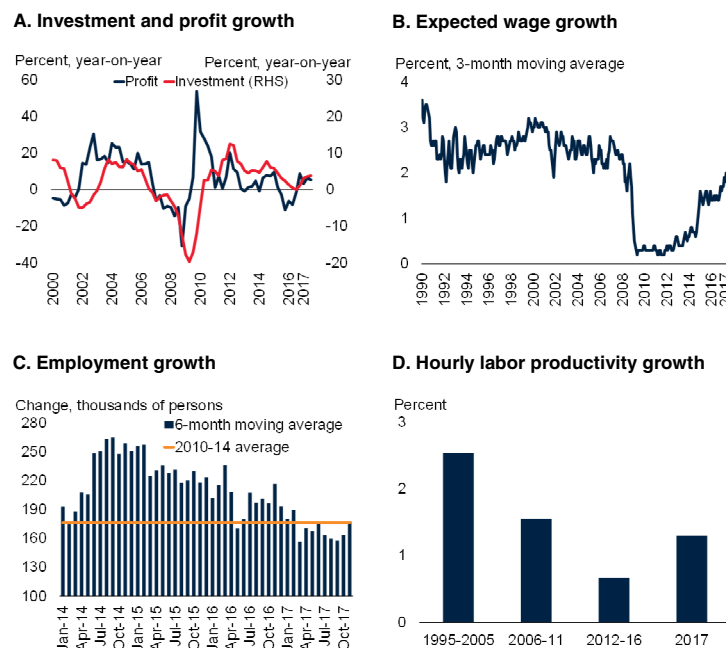 A. Investment and profit growth
Percent, year-on-year Percent, year-on-year
Profit Investment (RHS)
60 30
40 20
20 10
0 0
-20 -10
-40 -20
2000 2002 2004 2006 2008 2010 2012 2014 2016 2017
B. Expected wage growth
Percent, 3-month moving average
4
3
2
1
0
1990 1992 1994 1996 1998 2000 2002 2004 2006 2008 2010 2012 2014 2016 2017
C. Employment growth
Change, thousands of persons
6-month moving average
2010-14 average
280
250
220
190
160
130
100
Jan-14 Apr-14 Jul-14 Oct-14 Jan-15 Apr-15 Jul-15 Oct-15 Jan-16 Apr-16 Jul-16 Oct-16 Jan-17 Apr-17 Jul-17 Oct-17
D. Hourly labor productivity growth
Percent
3
2
1
0
1995-2005 2006-11 2012-16 2017